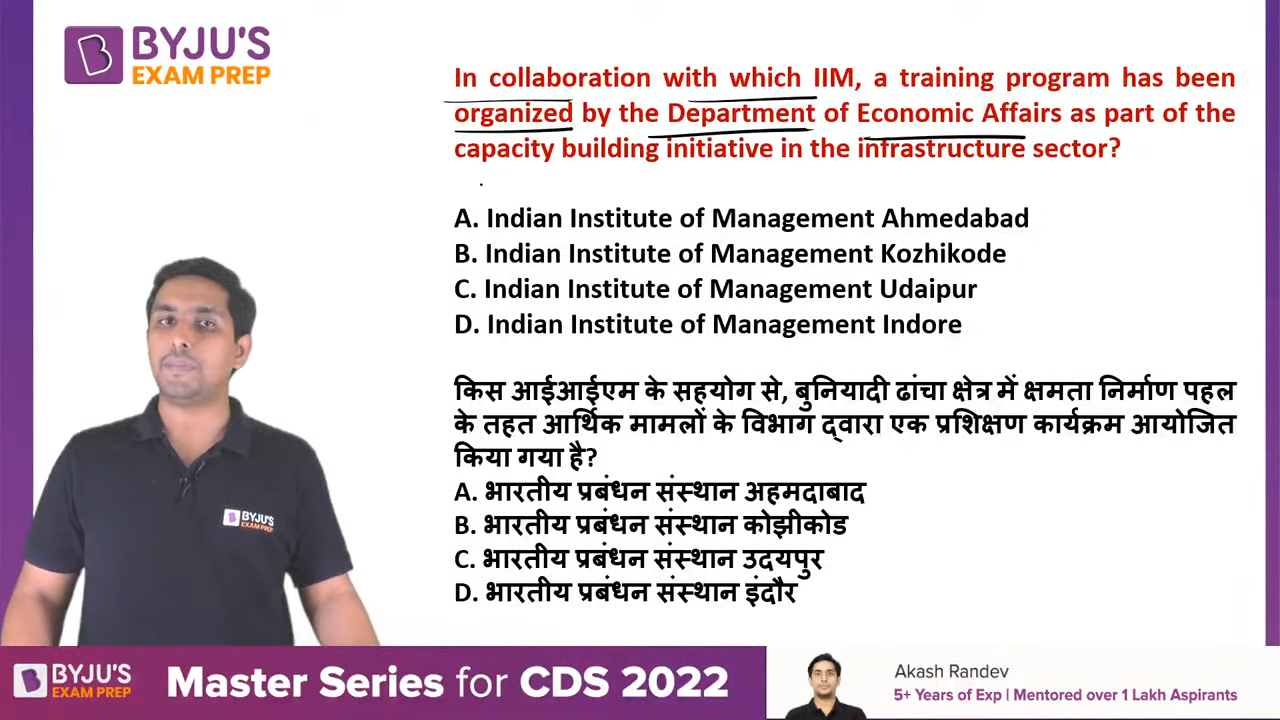 BYJU'S
EXAM PREP
In collaboration with which IIM, a training program has been
organized by the Department of Economic Affairs as part of the
capacity building initiative in the infrastructure sector?
A. Indian Institute of Management Ahmedabad
B. Indian Institute of Management Kozhikode
C. Indian Institute of Management Udaipur
D. Indian Institute of Management Indore
किस आईआईएम के सहयोग से, बुनियादी ढांचा क्षेत्र में क्षमता निर्माण पहल
के तहत आर्थिक मामलों के विभाग द्वारा एक प्रशिक्षण कार्यक्रम आयोजित
किया गया है?
A. भारतीय प्रबंधन संस्थान अहमदाबाद
B. भारतीय प्रबंधन संस्थान कोझीकोड
C. भारतीय प्रबंधन संस्थान उदयपुर
D. भारतीय प्रबंधन संस्थान इंदौर
BYJU'S
EXAM PREP
BYJU'S
EXAM PREP
Master Series for CDS 2022
Akash Randev
5+ Years of Exp | Mentored over 1 Lakh Aspirants